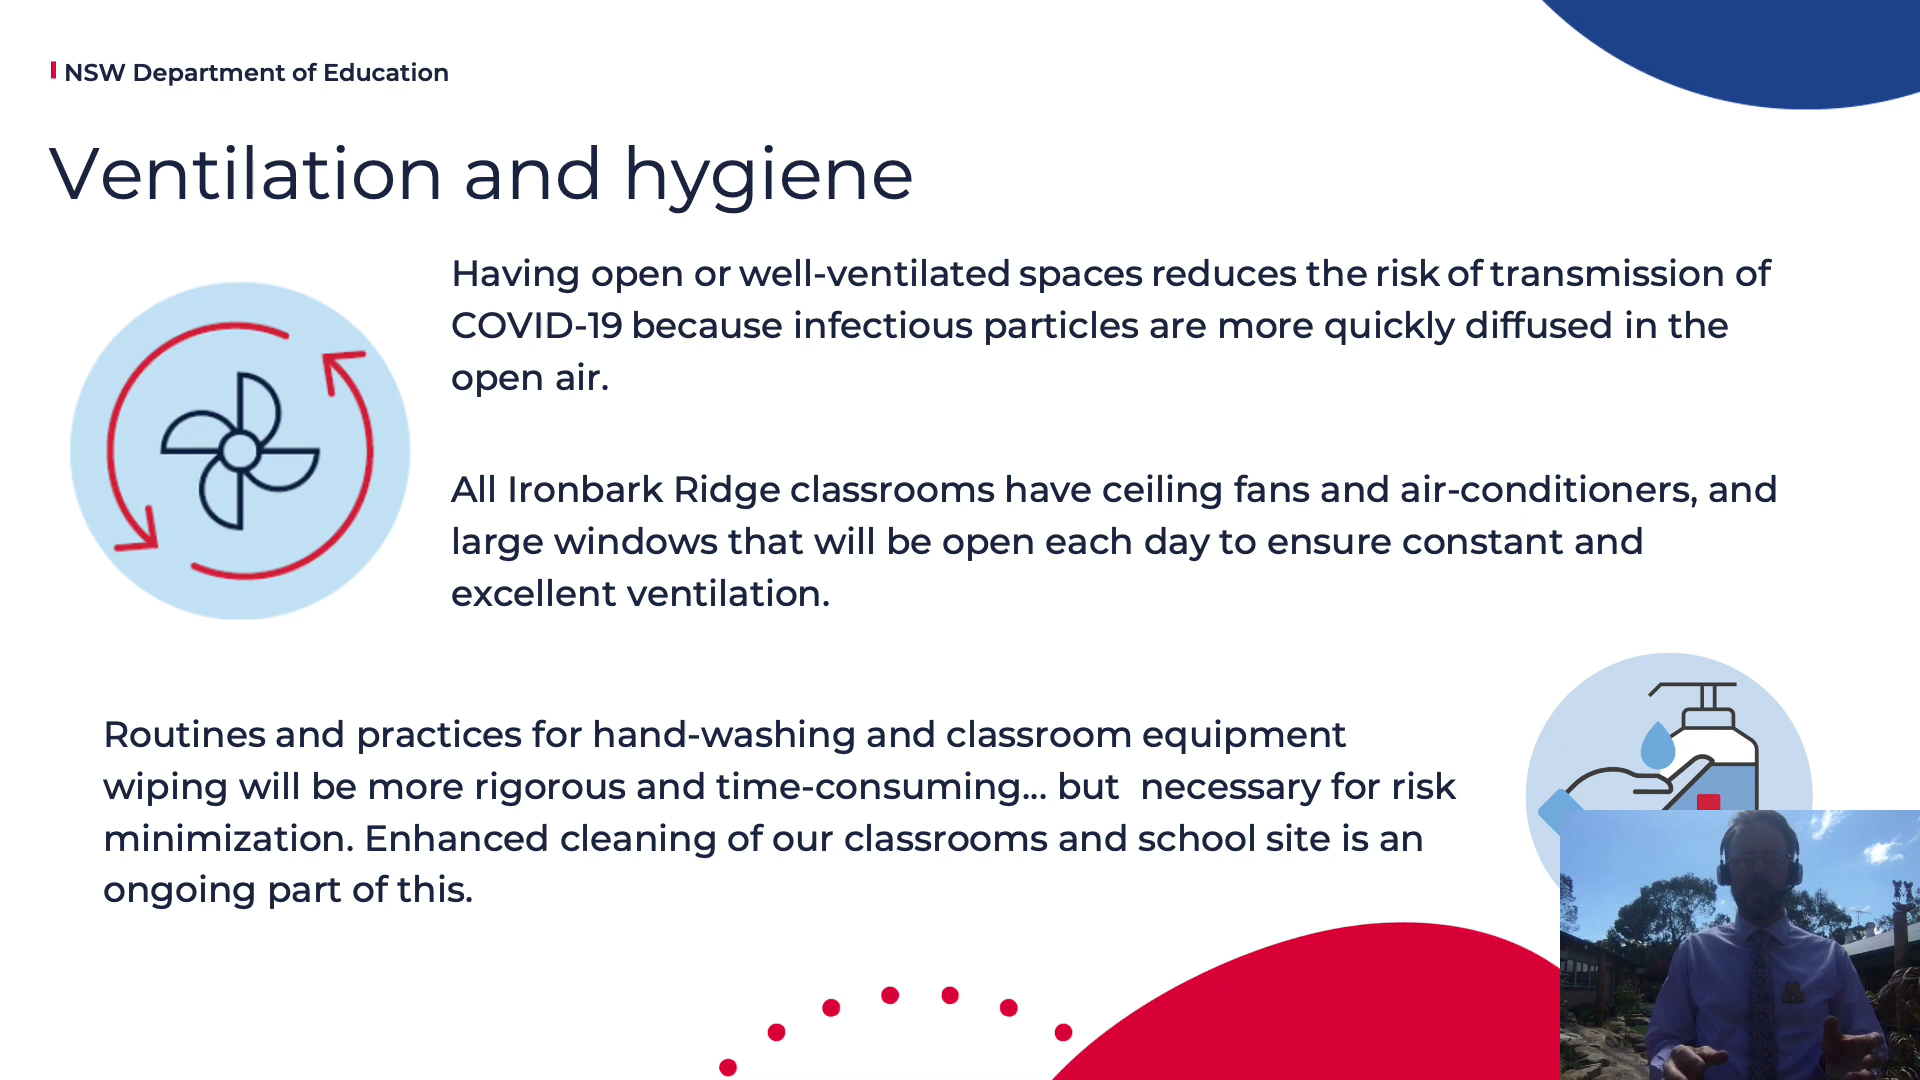 NSW Department of Education
Ventilation and hygiene
Having open or well-ventilated spaces reduces the risk of transmission of
COVID-19 because infectious particles are more quickly diffused in the
open air.
All Ironbark Ridge classrooms have ceiling fans and air-conditioners, and
large windows that will be open each day to ensure constant and
excellent ventilation.
Routines and practices for hand-washing and classroom equipment
wiping will be more rigorous and time-consuming... but  necessary for risk
minimization. Enhanced cleaning of our classrooms and school site is an
ongoing part of this.